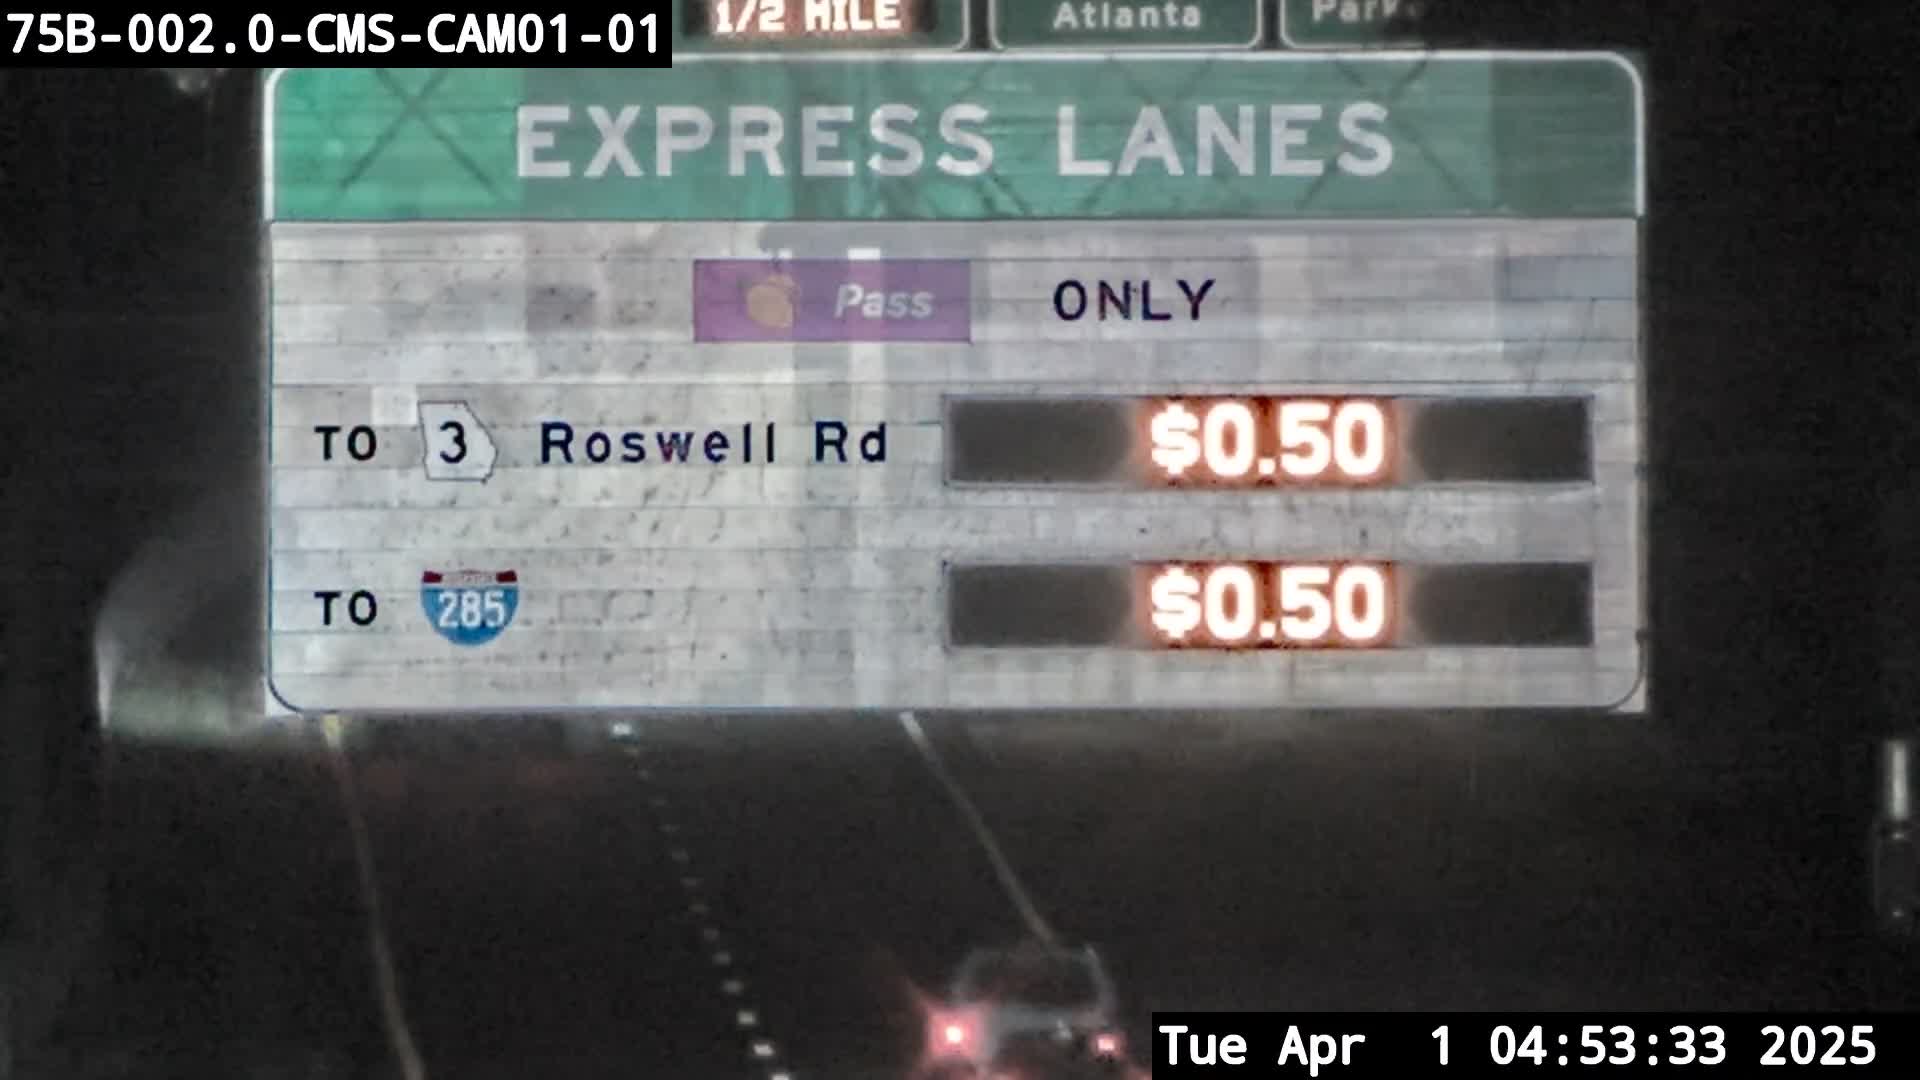 75B-002.0-CMS-CAM01-01
1/2 MILE
Atlanta
EXPRESS LANES
Pass ONLY
TO 3 Roswell Rd $0.50
TO 285 $0.50
Tue Apr 1 04:53:33 2025